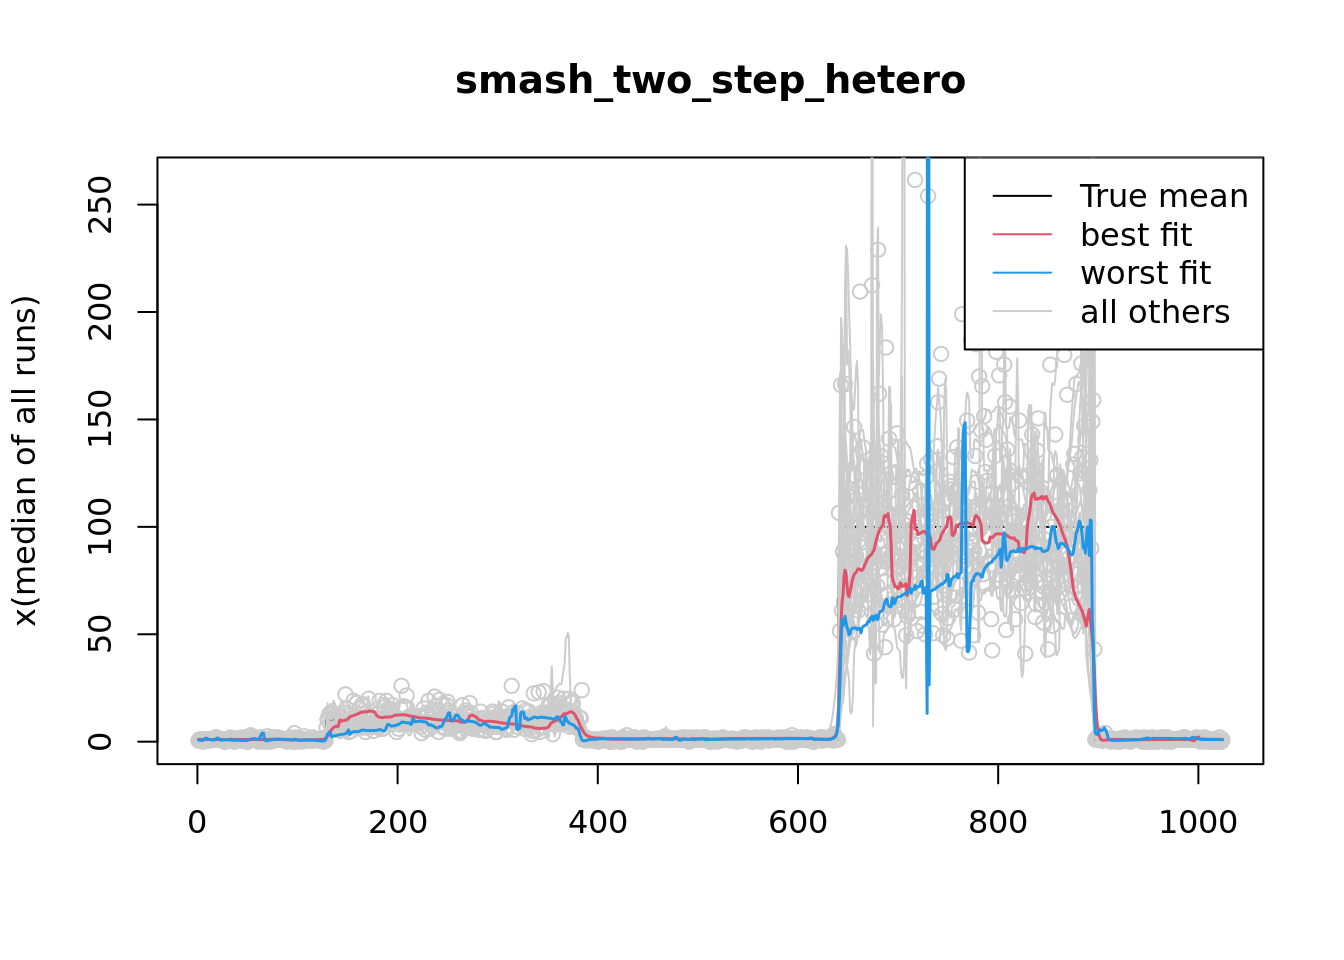 smash_two_step_hetero
x(median of all runs)
250
200
150
100
50
0
True mean
best fit
worst fit
all others
0 200 400 600 800 1000